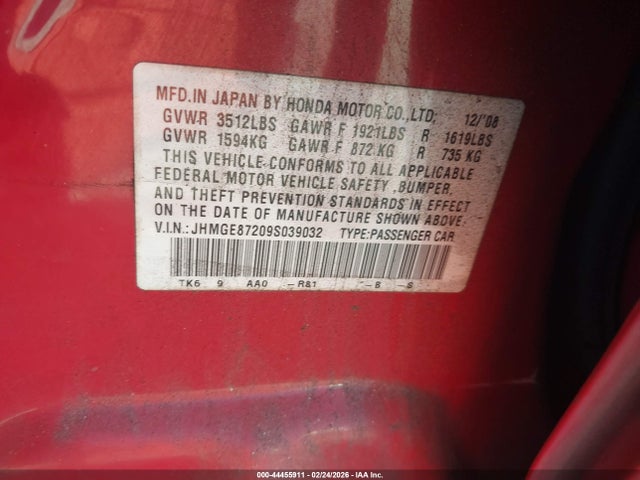 MFD.IN JAPAN BY HONDA MOTOR CO.,LTD; 12/'08
GVWR 3512LBS GAWR F 1921LBS R 1619LBS
GVWR 1594KG GAWR F 872 KG R 735 KG
THIS VEHICLE CONFORMS TO ALL APPLICABLE
FEDERAL MOTOR VEHICLE SAFETY, BUMPER,
AND THEFT PREVENTION STANDARDS IN EFFECT
ON THE DATE OF MANUFACTURE SHOWN ABOVE.
V.I.N.: JHMGE87209S039032 TYPE:PASSENGER CAR
TK6 9 AA0 -R81 -B -S
000-44455911 - 02/24/2026 - IAA Inc.